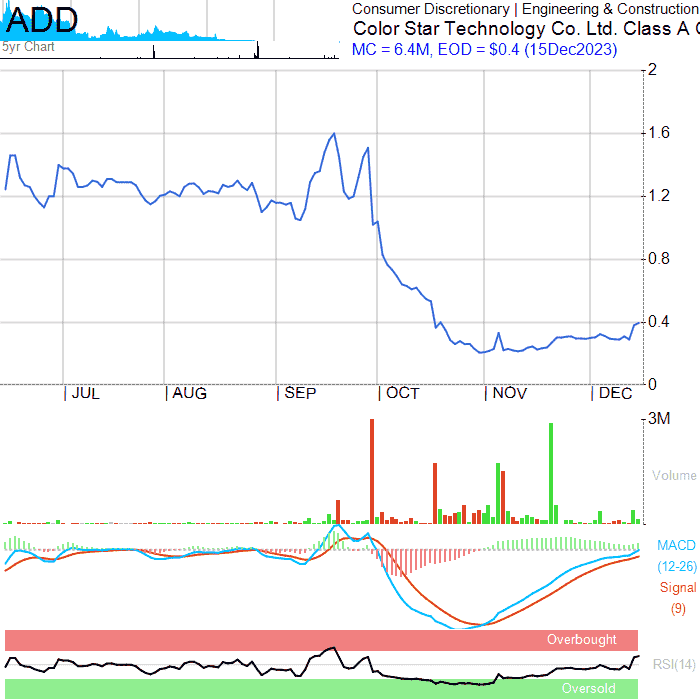 ADD
5yr Chart
Consumer Discretionary | Engineering & Construction
Color Star Technology Co. Ltd. Class A
MC = 6.4M, EOD = $0.4 (15Dec2023)
2
1.6
1.2
0.8
0.4
0
JUL
AUG
SEP
OCT
NOV
DEC
3M
Volume
MACD
(12-26)
Signal
(9)
Overbought
RSI(14)
Oversold